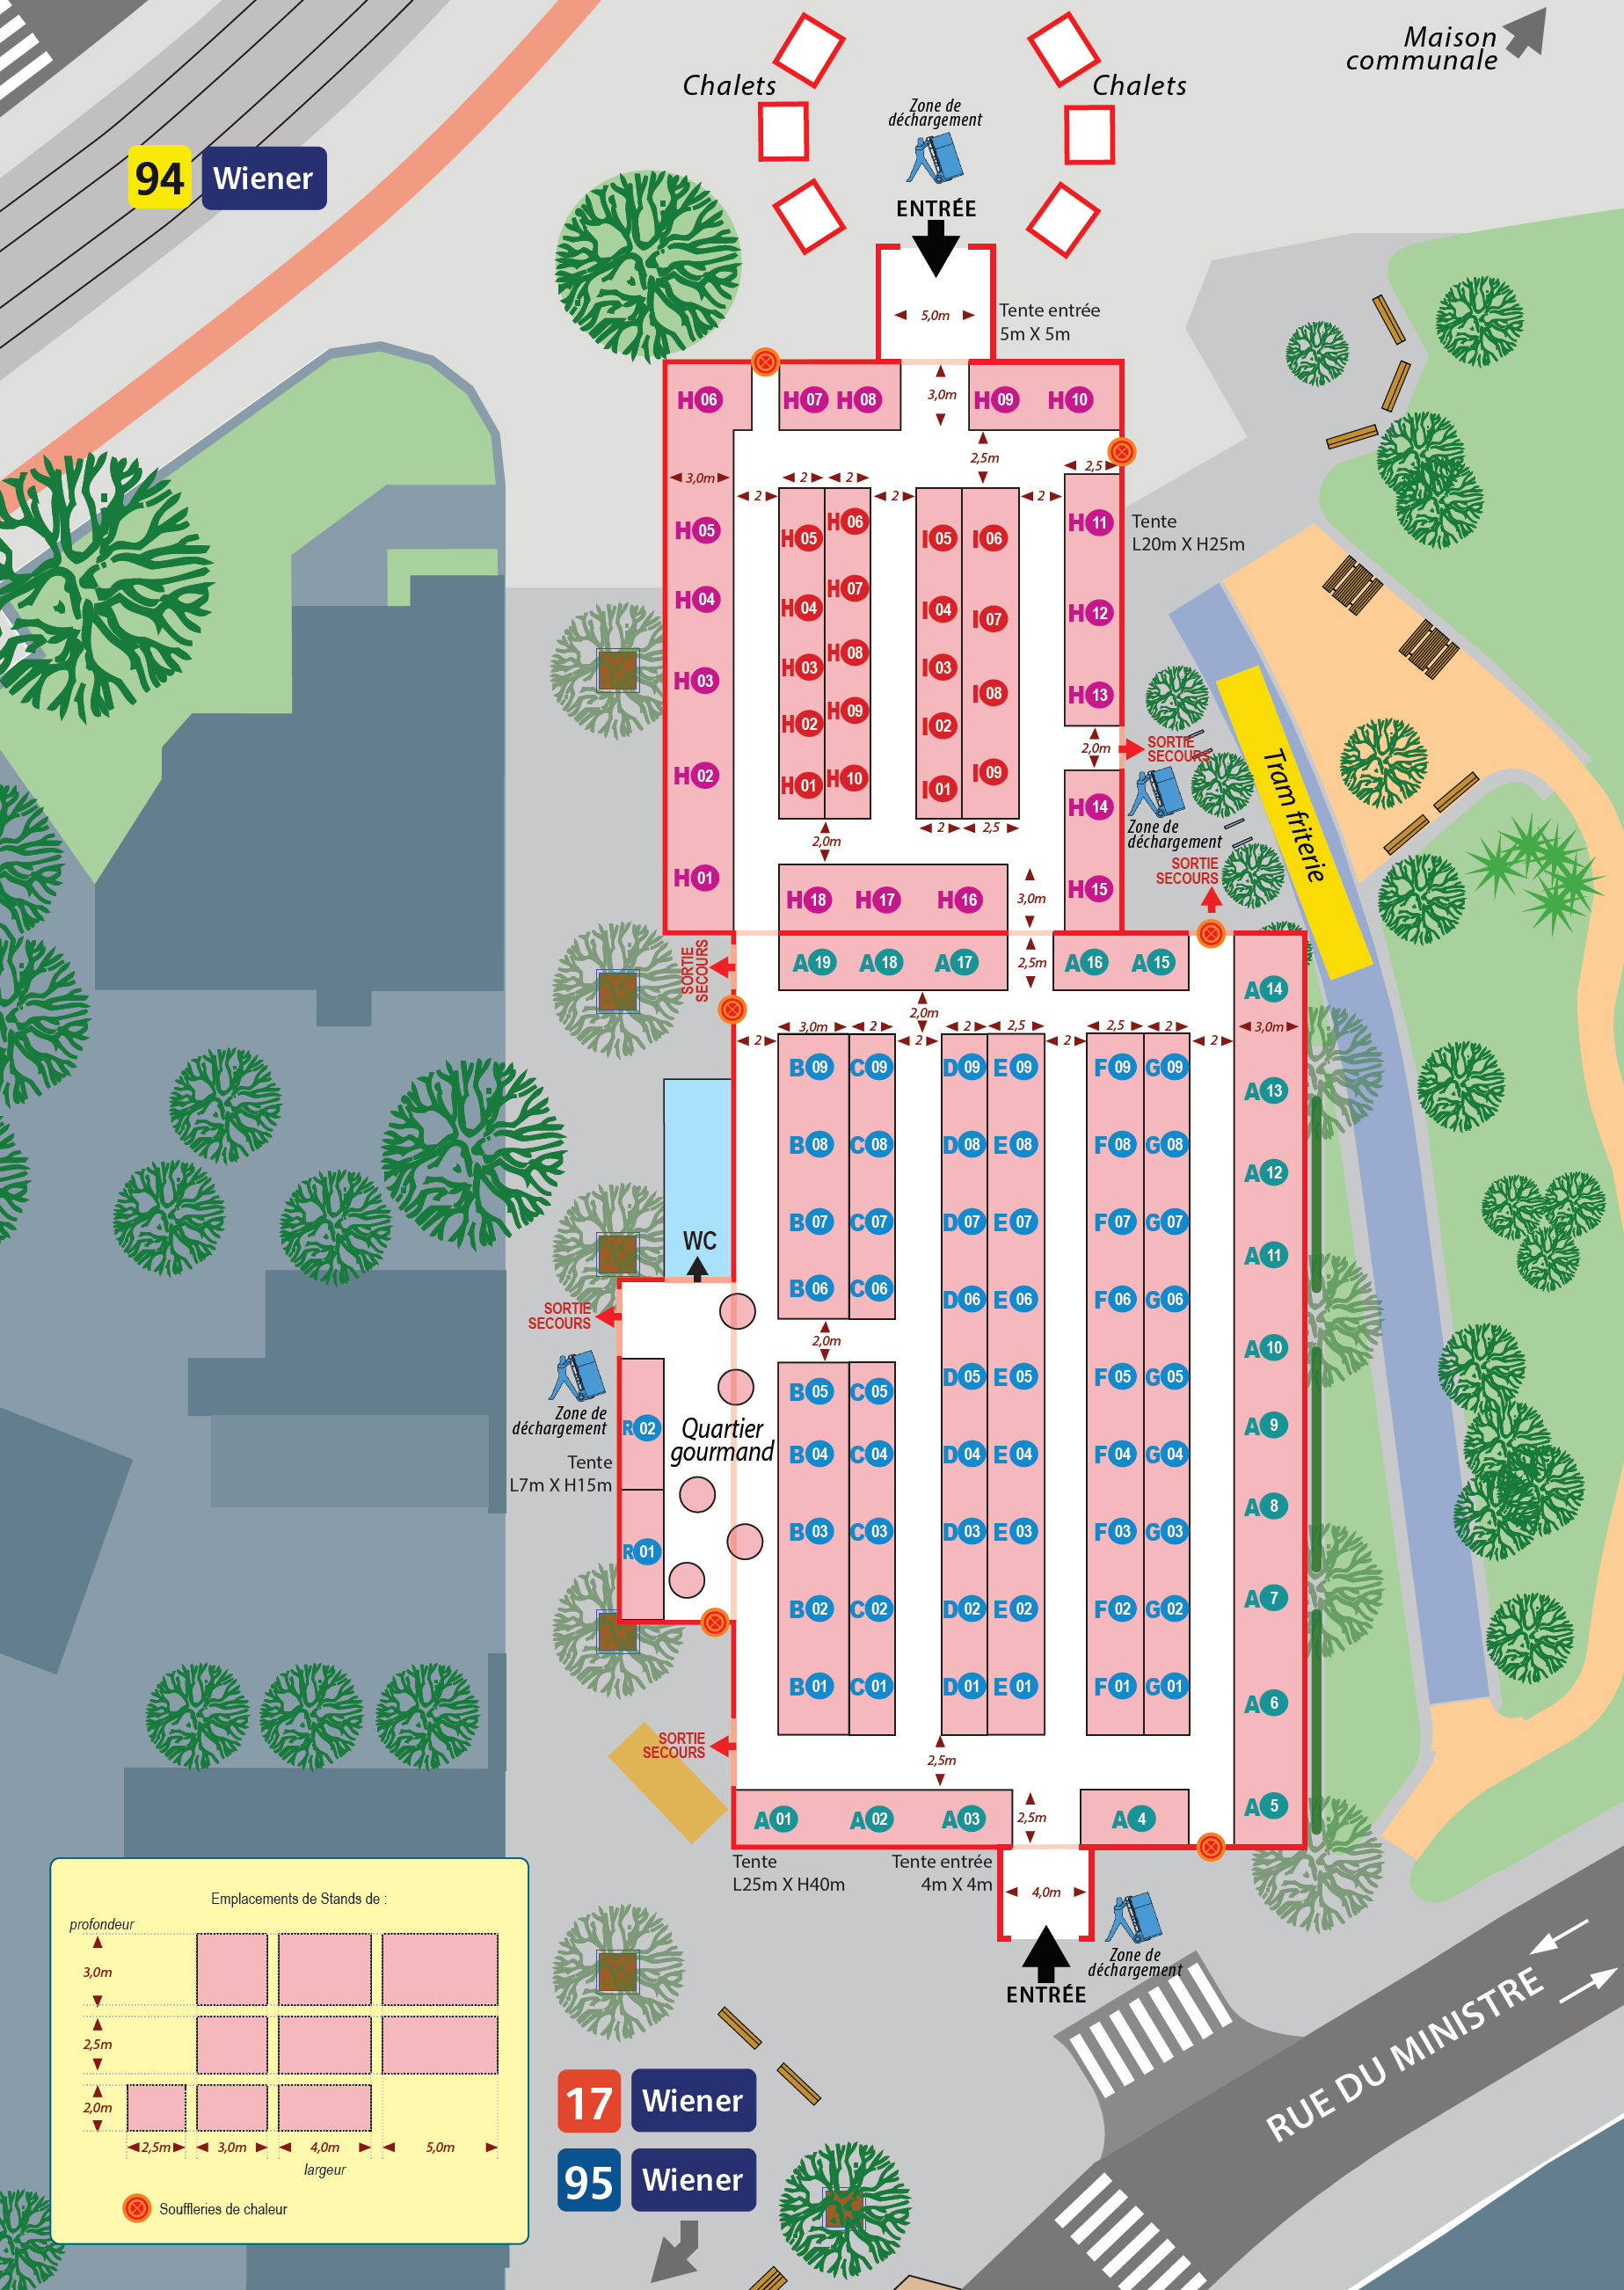 Maison
communale
Chalets
Chalets
Zone de
déchargement
94 Wiener
ENTRÉE
5,0m
Tente entrée
5m X 5m
H06 H07 H08 H09 H10
3,0m
2,5m
2,5
3,0m
2 2 2 2 2
H05 H05 H06 I05 I06 H11
Tente
L20m X H25m
H04 H04 H07 I04 I07 H12
H03 H03 H08 I03 I08 H13
H02 H02 H09 I02 I09
H01 H01 H10 I01
2,0m
SORTIE
SECOURS
Zone de
déchargement
H14
2 2,5
2,0m
SORTIE
SECOURS
Tram friterie
H18 H17 H16 3,0m H15
SORTIE
SECOURS
A19 A18 A17 2,5m A16 A15
A14
2,0m
3,0m 2 2 2,5 2,5 2 3,0m
2 2 2 2
B09 C09 D09 E09 F09 G09
A13
B08 C08 D08 E08 F08 G08
A12
B07 C07 D07 E07 F07 G07
WC
A11
B06 C06 D06 E06 F06 G06
SORTIE
SECOURS
2,0m
A10
Zone de
déchargement
B05 C05 D05 E05 F05 G05
R02
Quartier
gourmand
A9
B04 C04 D04 E04 F04 G04
Tente
L7m X H15m
A8
R01
B03 C03 D03 E03 F03 G03
A7
B02 C02 D02 E02 F02 G02
B01 C01 D01 E01 F01 G01
A6
SORTIE
SECOURS
2,5m
A01 A02 A03 2,5m A4 A5
Tente
L25m X H40m
Tente entrée
4m X 4m
4,0m
Zone de
déchargement
ENTRÉE
RUE DU MINISTRE
Emplacements de Stands de :
profondeur
3,0m
2,5m
2,0m
2,5m 3,0m 4,0m 5,0m
largeur
Souffleries de chaleur
17 Wiener
95 Wiener